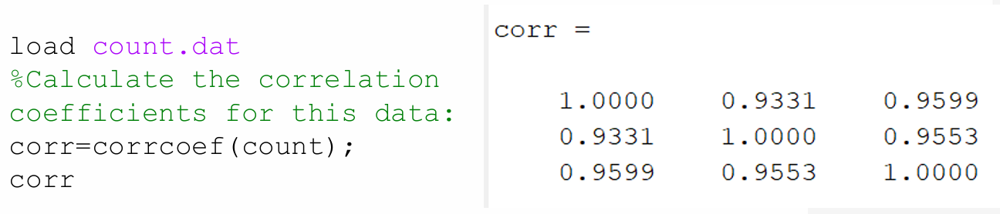 load count.dat
%Calculate the correlation
coefficients for this data:
corr=corrcoef(count);
corr
corr =
1.0000 0.9331 0.9599
0.9331 1.0000 0.9553
0.9599 0.9553 1.0000